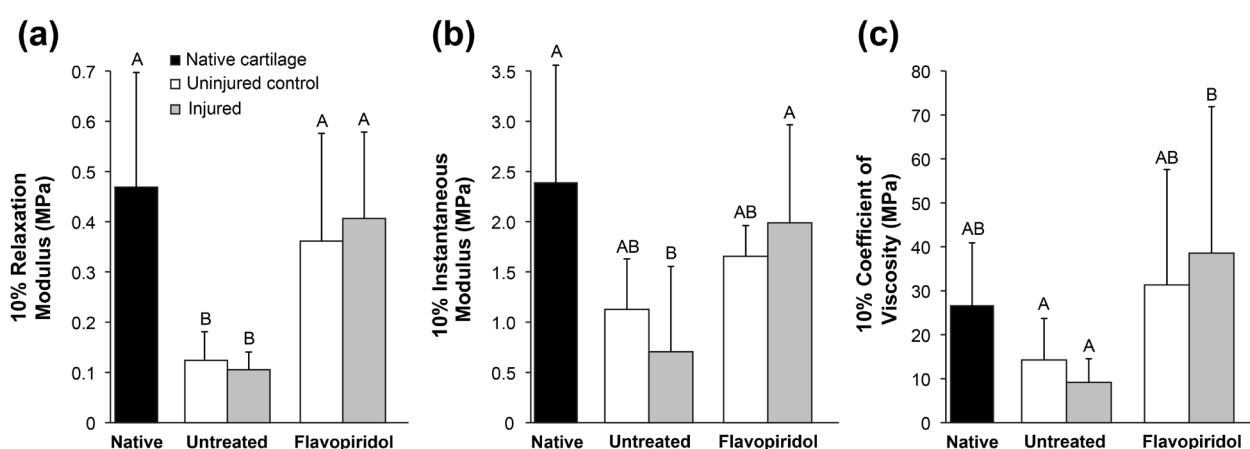 (a)
10% Relaxation
Modulus (MPa)
0.7
0.6
0.5
0.4
0.3
0.2
0.1
0
A
B
B
A
A
Native cartilage
Uninjured control
Injured
Native
Untreated
Flavopiridol
(b)
10% Instantaneous
Modulus (MPa)
3.5
3.0
2.5
2.0
1.5
1.0
0.5
0
A
AB
B
AB
A
Native
Untreated
Flavopiridol
(c)
10% Coefficient of
Viscosity (MPa)
80
70
60
50
40
30
20
10
0
AB
A
A
AB
B
Native
Untreated
Flavopiridol